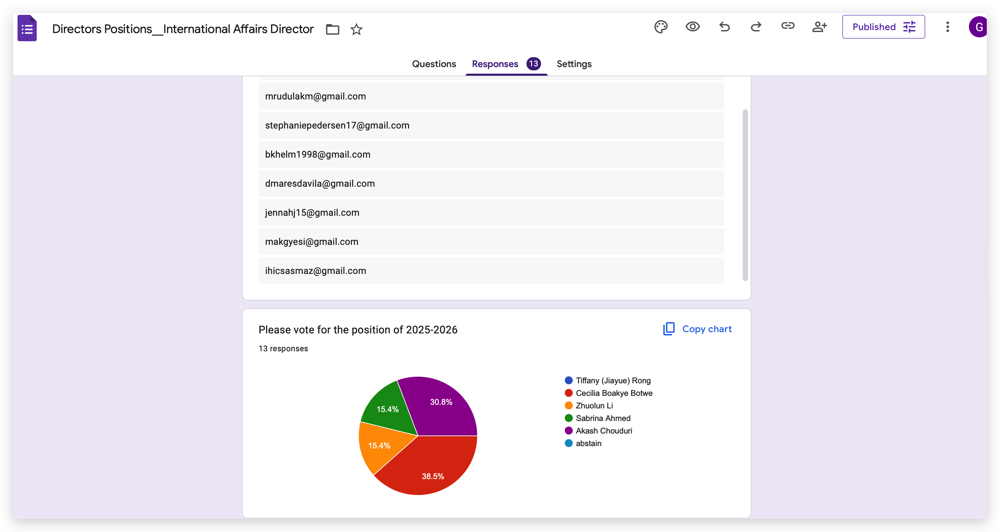 Directors Positions__International Affairs Director
Published
G
Questions
Responses 13
Settings
mrudulakm@gmail.com
stephaniepedersen17@gmail.com
bkhelm1998@gmail.com
dmaresdavila@gmail.com
jennahj15@gmail.com
makgyesi@gmail.com
ihicsasmaz@gmail.com
Please vote for the position of 2025-2026
Copy chart
13 responses
30.8%
15.4%
15.4%
38.5%
Tiffany (Jiayue) Rong
Cecilia Boakye Botwe
Zhuolun Li
Sabrina Ahmed
Akash Chouduri
abstain